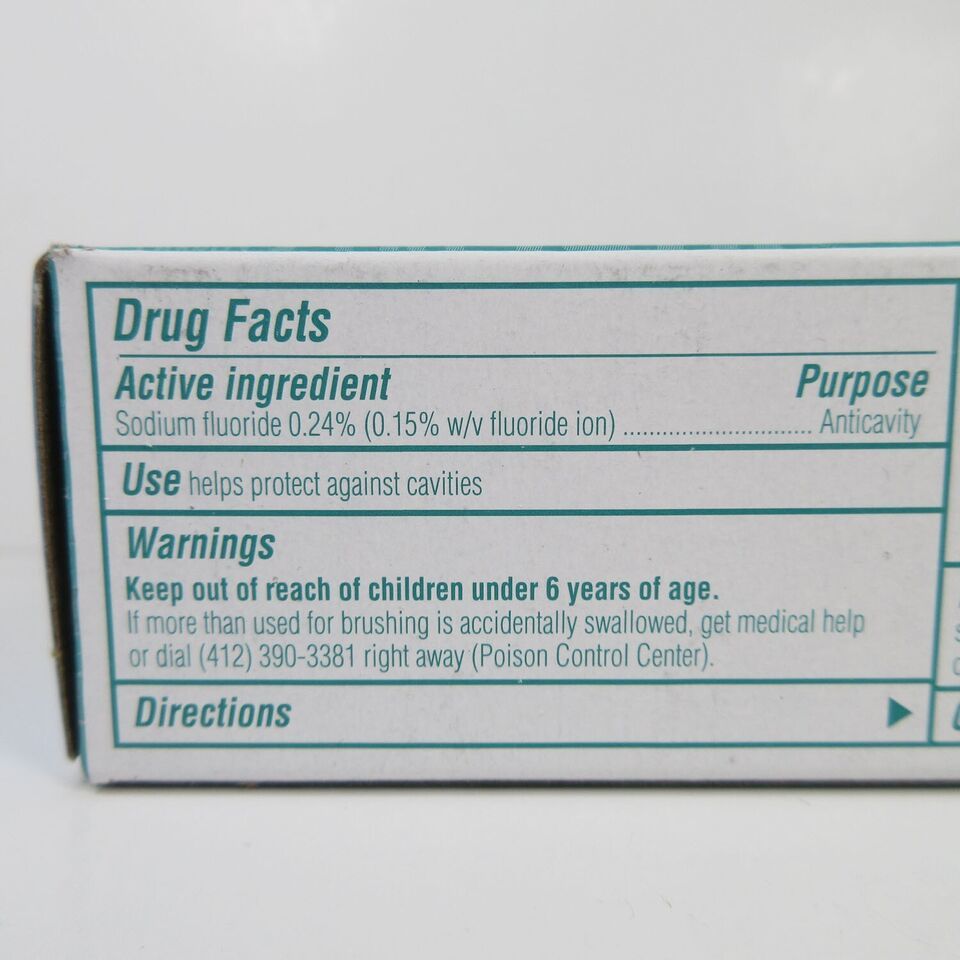 Drug Facts
Active ingredient Purpose
Sodium fluoride 0.24% (0.15% w/v fluoride ion) ............................. Anticavity
Use helps protect against cavities
Warnings
Keep out of reach of children under 6 years of age.
If more than used for brushing is accidentally swallowed, get medical help
or dial (412) 390-3381 right away (Poison Control Center).
Directions